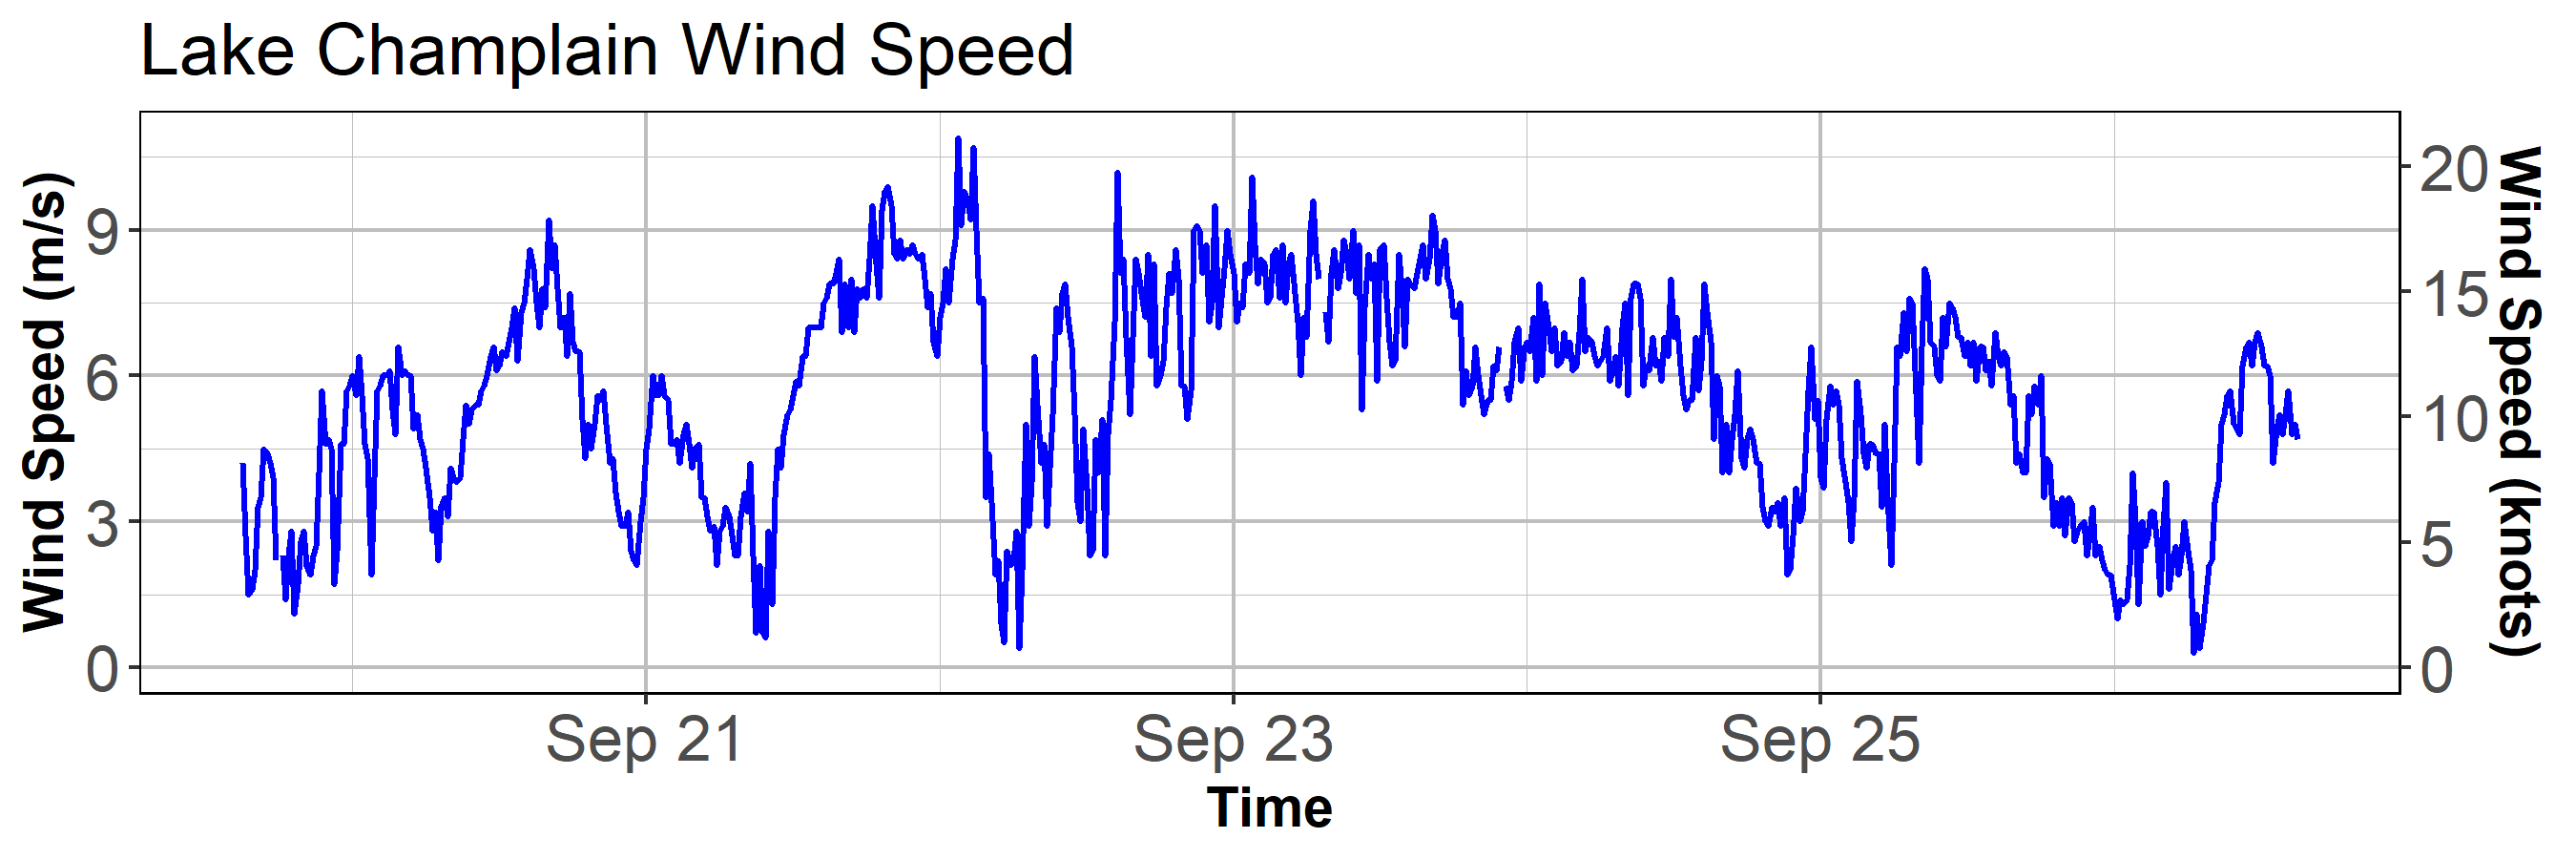 Lake Champlain Wind Speed
Wind Speed (m/s)
9
6
3
0
20
15
10
5
0
Wind Speed (knots)
Sep 21
Sep 23
Sep 25
Time